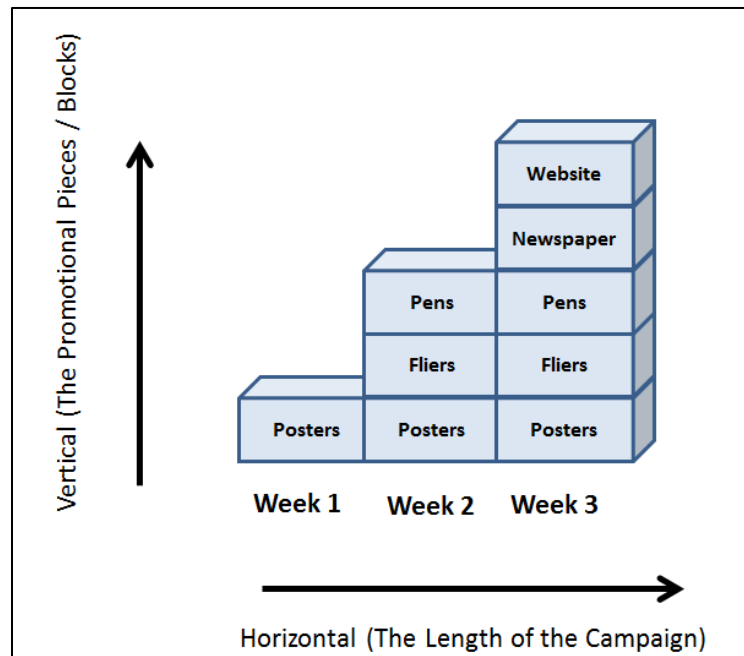 Vertical (The Promotional Pieces / Blocks)
Website
Newspaper
Pens Pens
Fliers Fliers
Posters Posters Posters
Week 1 Week 2 Week 3
Horizontal (The Length of the Campaign)